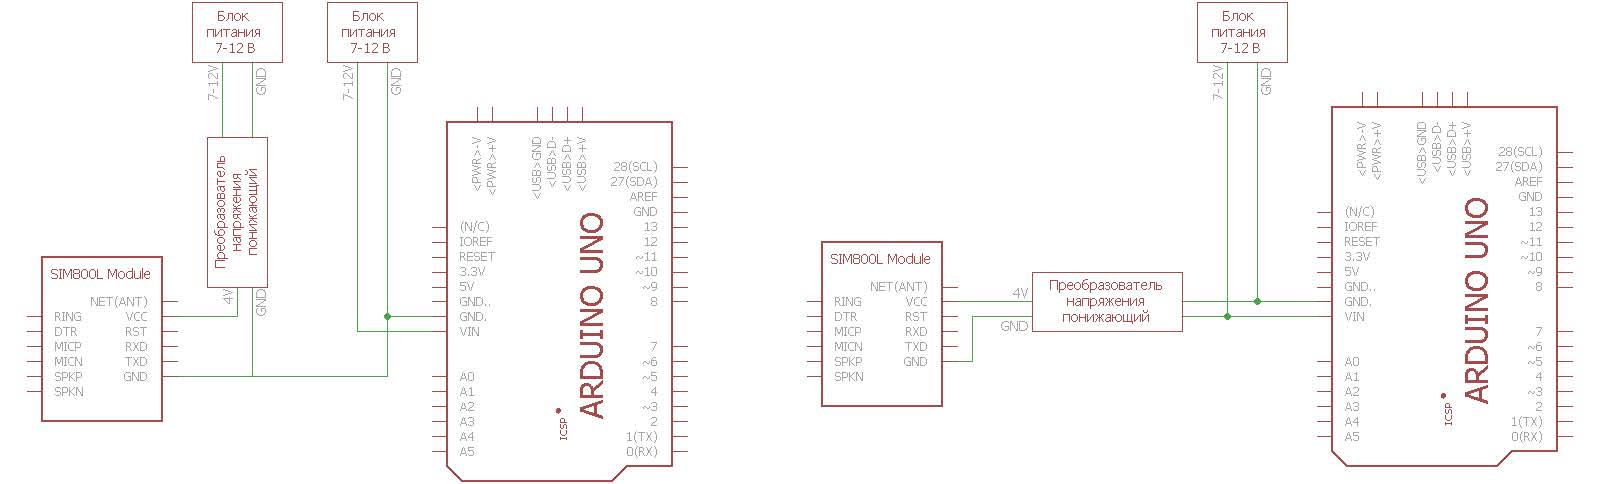 Блок
питания
7-12 В
Блок
питания
7-12 В
7-12V
GND
7-12V
GND
Преобразователь
напряжения
понижающий
4V
GND
SIM800L Module
NET(ANT)
RING
VCC
DTR
RST
MICP
RXD
MICN
TXD
SPKP
GND
SPKN
<PWR>-V
<PWR>+V
<USB>GND
<USB>D-
<USB>D+
<USB>+V
28(SCL)
27(SDA)
AREF
GND
(N/C)
13
IOREF
12
RESET
~11
3.3V
~10
5V
~9
GND..
8
GND.
VIN
7
~6
A0
~5
A1
4
A2
~3
A3
2
A4
1(TX)
A5
0(RX)
ARDUINO UNO
ICSP
Блок
питания
7-12 В
7-12V
GND
SIM800L Module
NET(ANT)
RING
VCC
DTR
RST
MICP
RXD
MICN
TXD
SPKP
GND
SPKN
4V
GND
Преобразователь
напряжения
понижающий
<PWR>-V
<PWR>+V
<USB>GND
<USB>D-
<USB>D+
<USB>+V
28(SCL)
27(SDA)
AREF
GND
(N/C)
13
IOREF
12
RESET
~11
3.3V
~10
5V
~9
GND..
8
GND.
VIN
7
~6
A0
~5
A1
4
A2
~3
A3
2
A4
1(TX)
A5
0(RX)
ARDUINO UNO
ICSP